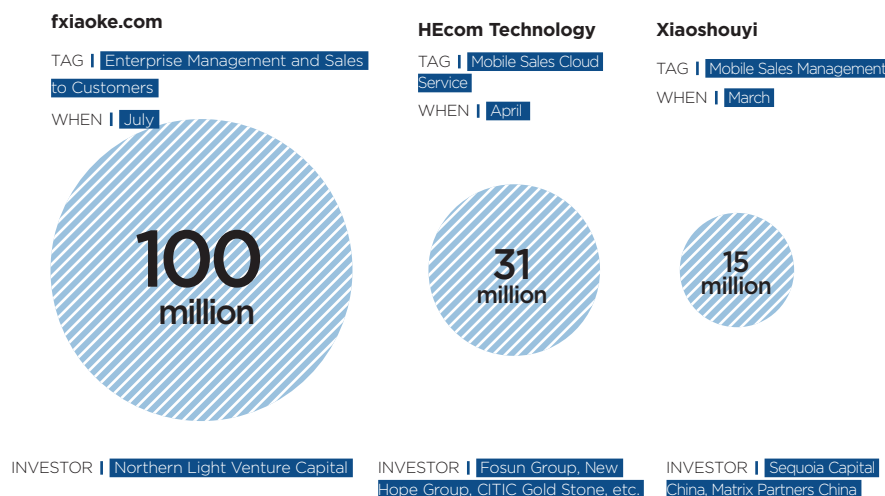 fxiaoke.com
TAG | Enterprise Management and Sales
to Customers
WHEN | July
100
million
INVESTOR | Northern Light Venture Capital
HEcom Technology
TAG | Mobile Sales Cloud
Service
WHEN | April
31
million
INVESTOR | Fosun Group, New
Hope Group, CITIC Gold Stone, etc.
Xiaoshouyi
TAG | Mobile Sales Management
WHEN | March
15
million
INVESTOR | Sequoia Capital
China, Matrix Partners China